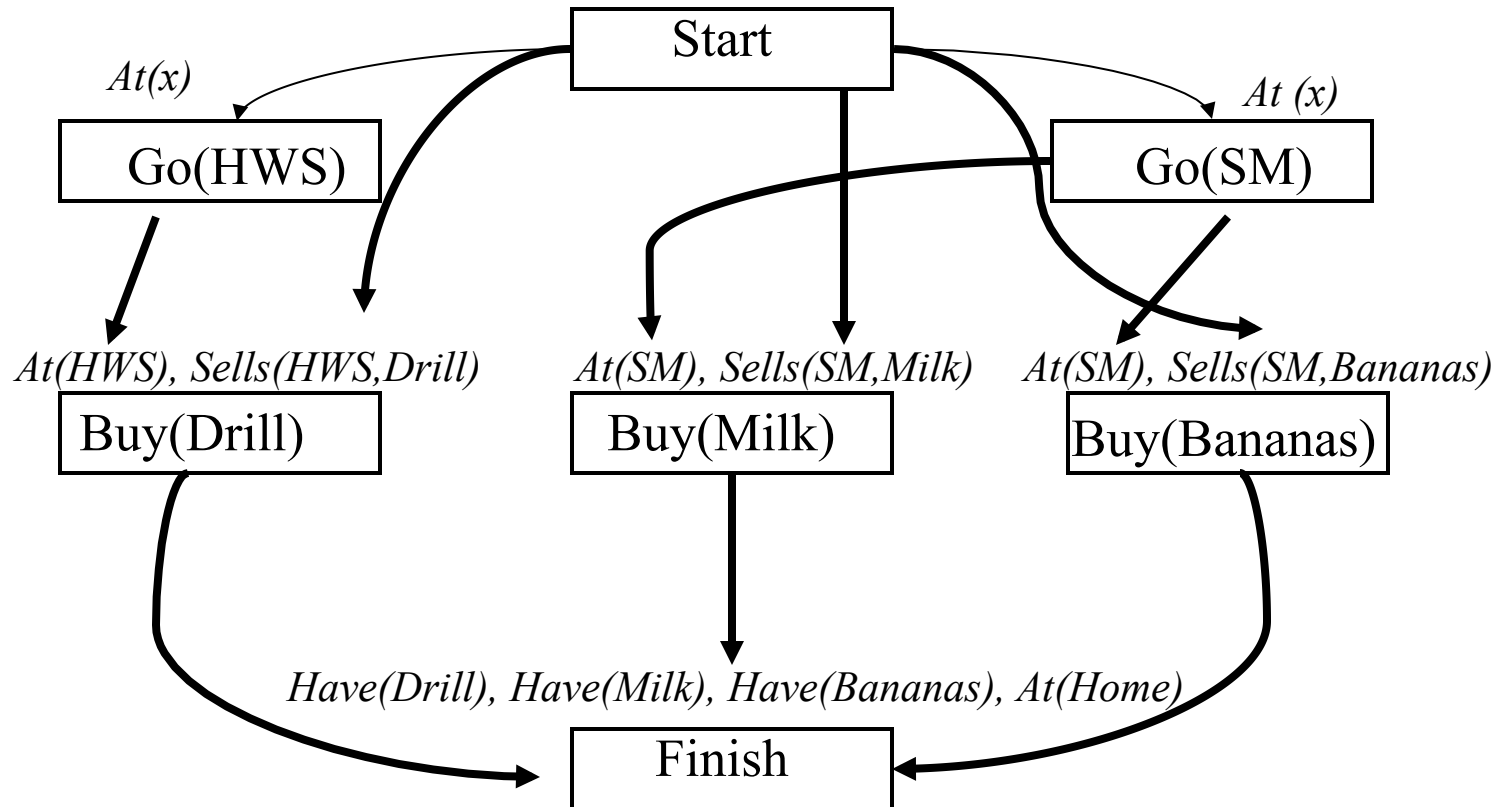 Start
At(x)
At (x)
Go(HWS)
Go(SM)
At(HWS), Sells(HWS,Drill)
At(SM), Sells(SM,Milk)
At(SM), Sells(SM,Bananas)
Buy(Drill)
Buy(Milk)
Buy(Bananas)
Have(Drill), Have(Milk), Have(Bananas), At(Home)
Finish